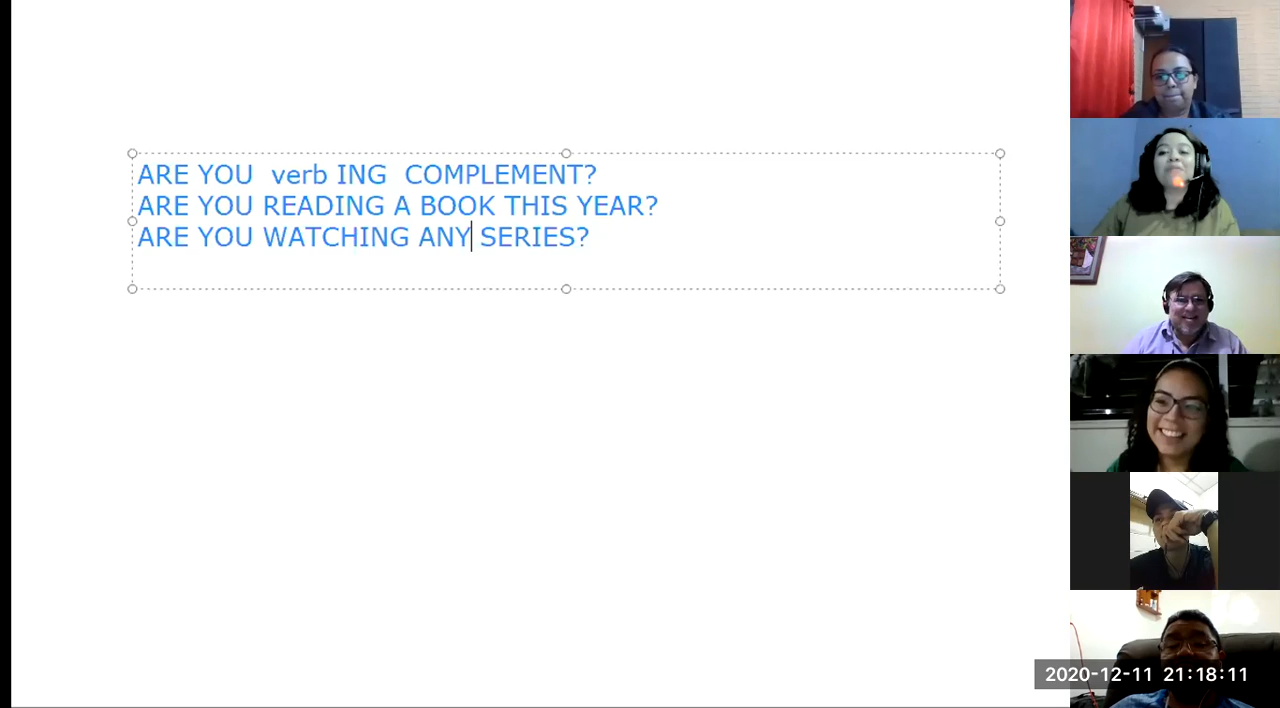 ARE YOU verb ING COMPLEMENT?
ARE YOU READING A BOOK THIS YEAR?
ARE YOU WATCHING ANY SERIES?
2020-12-11 21:18:11